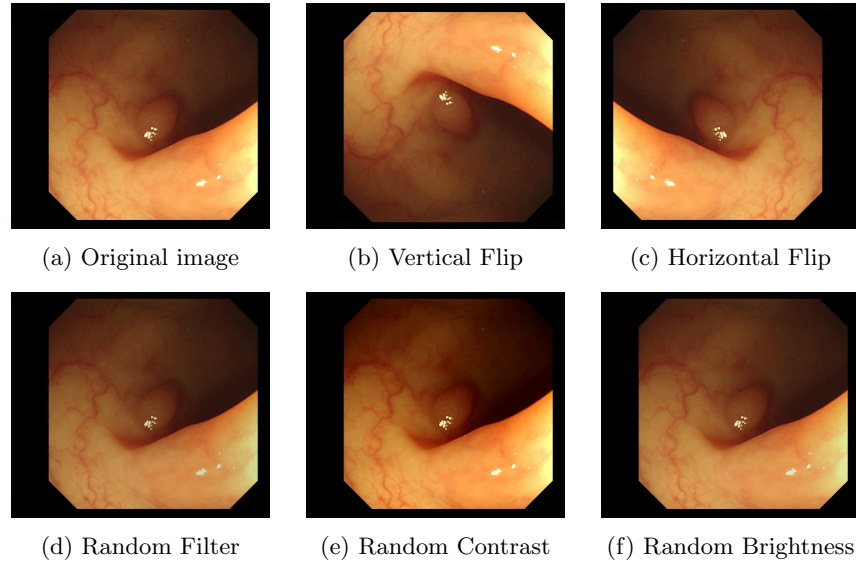 (a) Original image
(b) Vertical Flip
(c) Horizontal Flip
(d) Random Filter
(e) Random Contrast
(f) Random Brightness